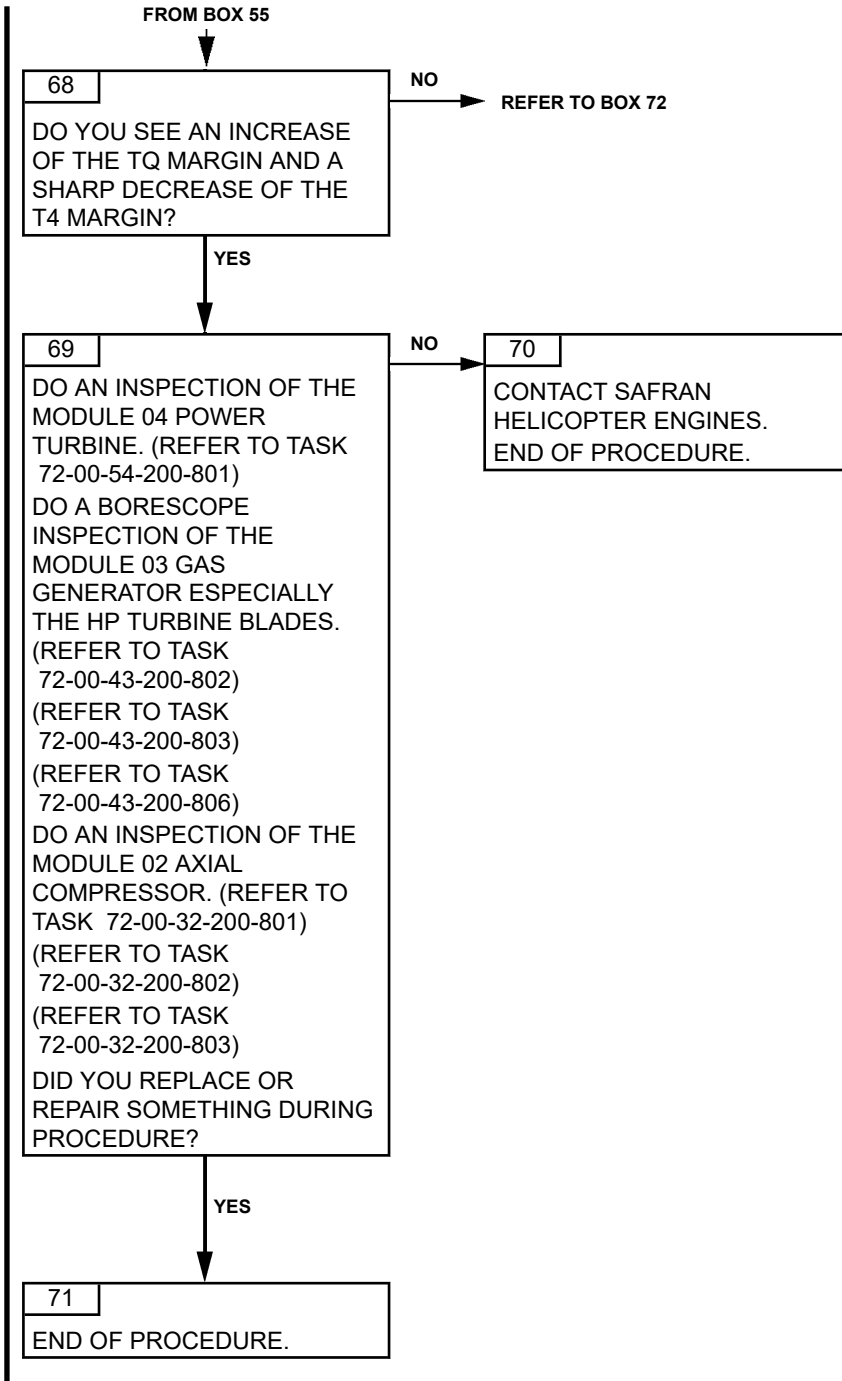 FROM BOX 55
68
DO YOU SEE AN INCREASE
OF THE TQ MARGIN AND A
SHARP DECREASE OF THE
T4 MARGIN?
NO
REFER TO BOX 72
YES
69
DO AN INSPECTION OF THE
MODULE 04 POWER
TURBINE. (REFER TO TASK
72-00-54-200-801)
DO A BORESCOPE
INSPECTION OF THE
MODULE 03 GAS
GENERATOR ESPECIALLY
THE HP TURBINE BLADES.
(REFER TO TASK
72-00-43-200-802)
(REFER TO TASK
72-00-43-200-803)
(REFER TO TASK
72-00-43-200-806)
DO AN INSPECTION OF THE
MODULE 02 AXIAL
COMPRESSOR. (REFER TO
TASK 72-00-32-200-801)
(REFER TO TASK
72-00-32-200-802)
(REFER TO TASK
72-00-32-200-803)
DID YOU REPLACE OR
REPAIR SOMETHING DURING
PROCEDURE?
NO
70
CONTACT SAFRAN
HELICOPTER ENGINES.
END OF PROCEDURE.
YES
71
END OF PROCEDURE.